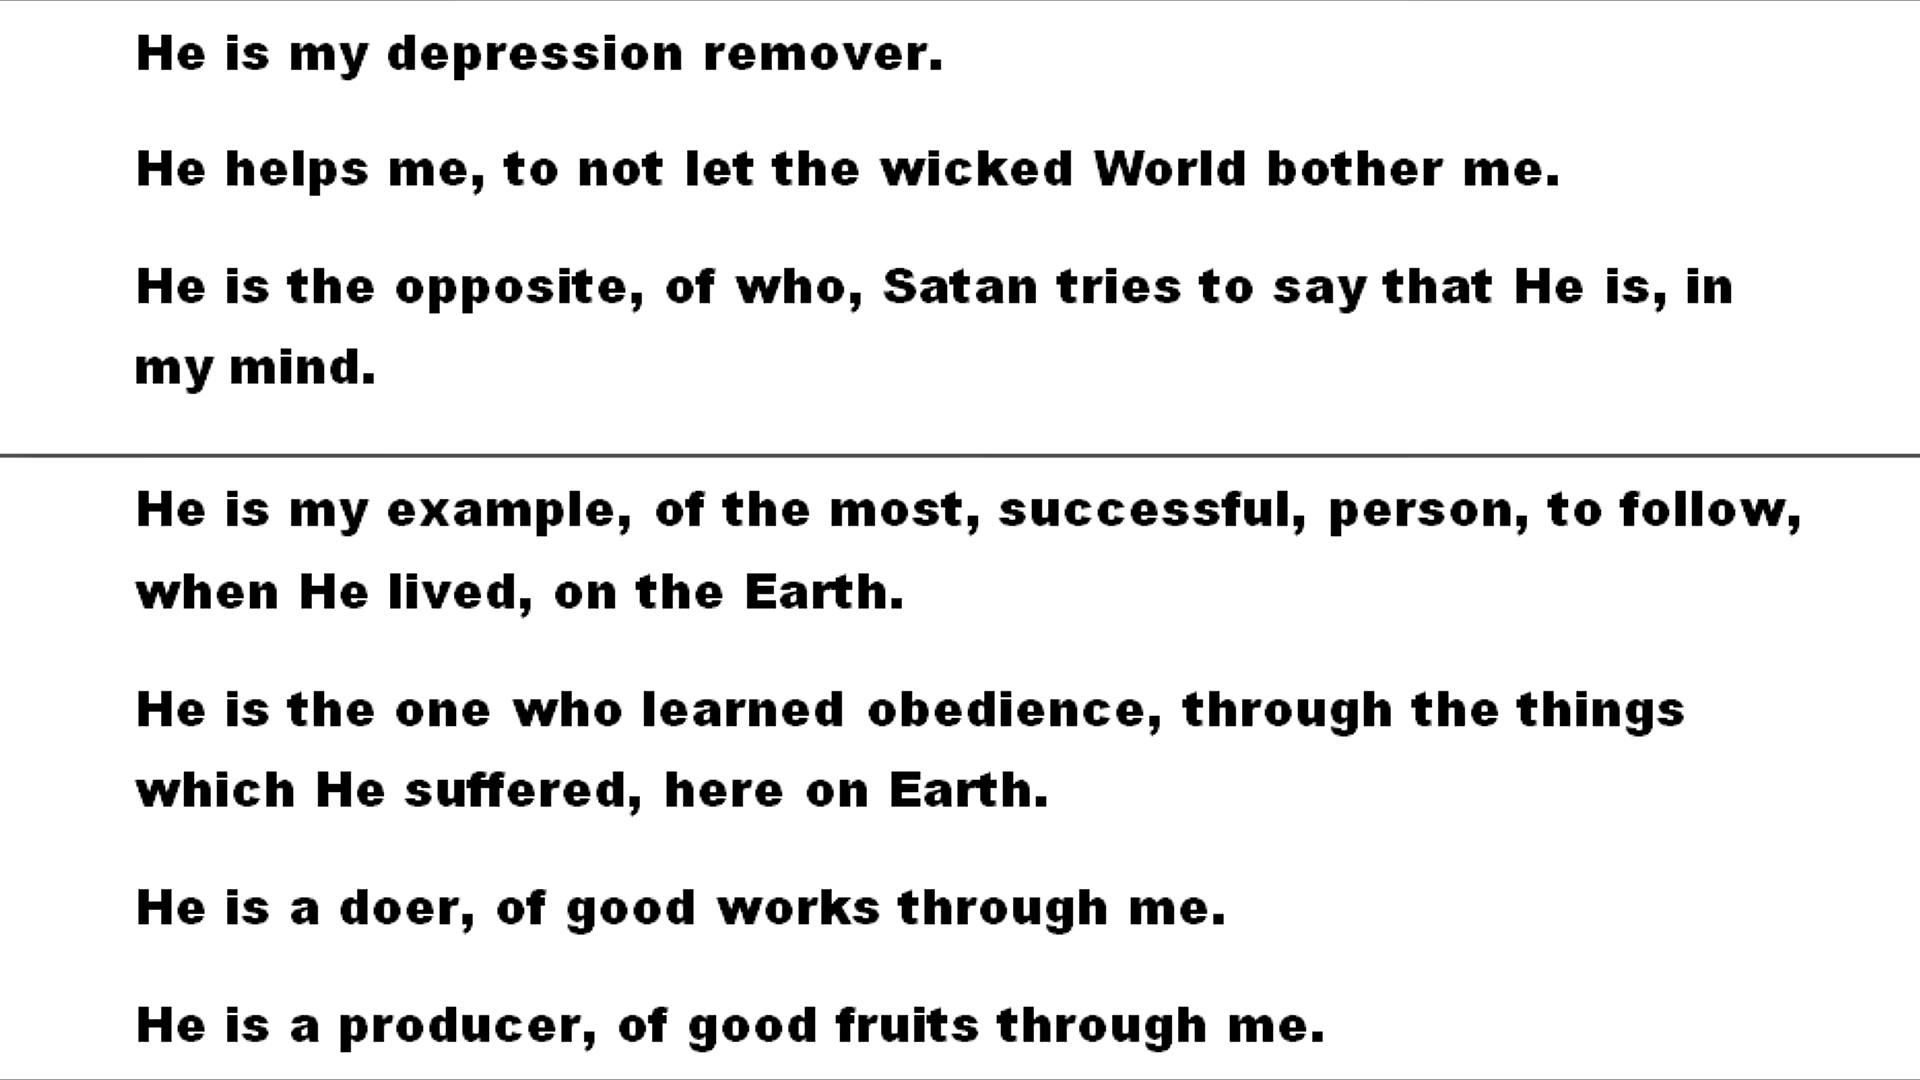 He is my depression remover.
He helps me, to not let the wicked World bother me.
He is the opposite, of who, Satan tries to say that He is, in
my mind.
He is my example, of the most, successful, person, to follow,
when He lived, on the Earth.
He is the one who learned obedience, through the things
which He suffered, here on Earth.
He is a doer, of good works through me.
He is a producer, of good fruits through me.